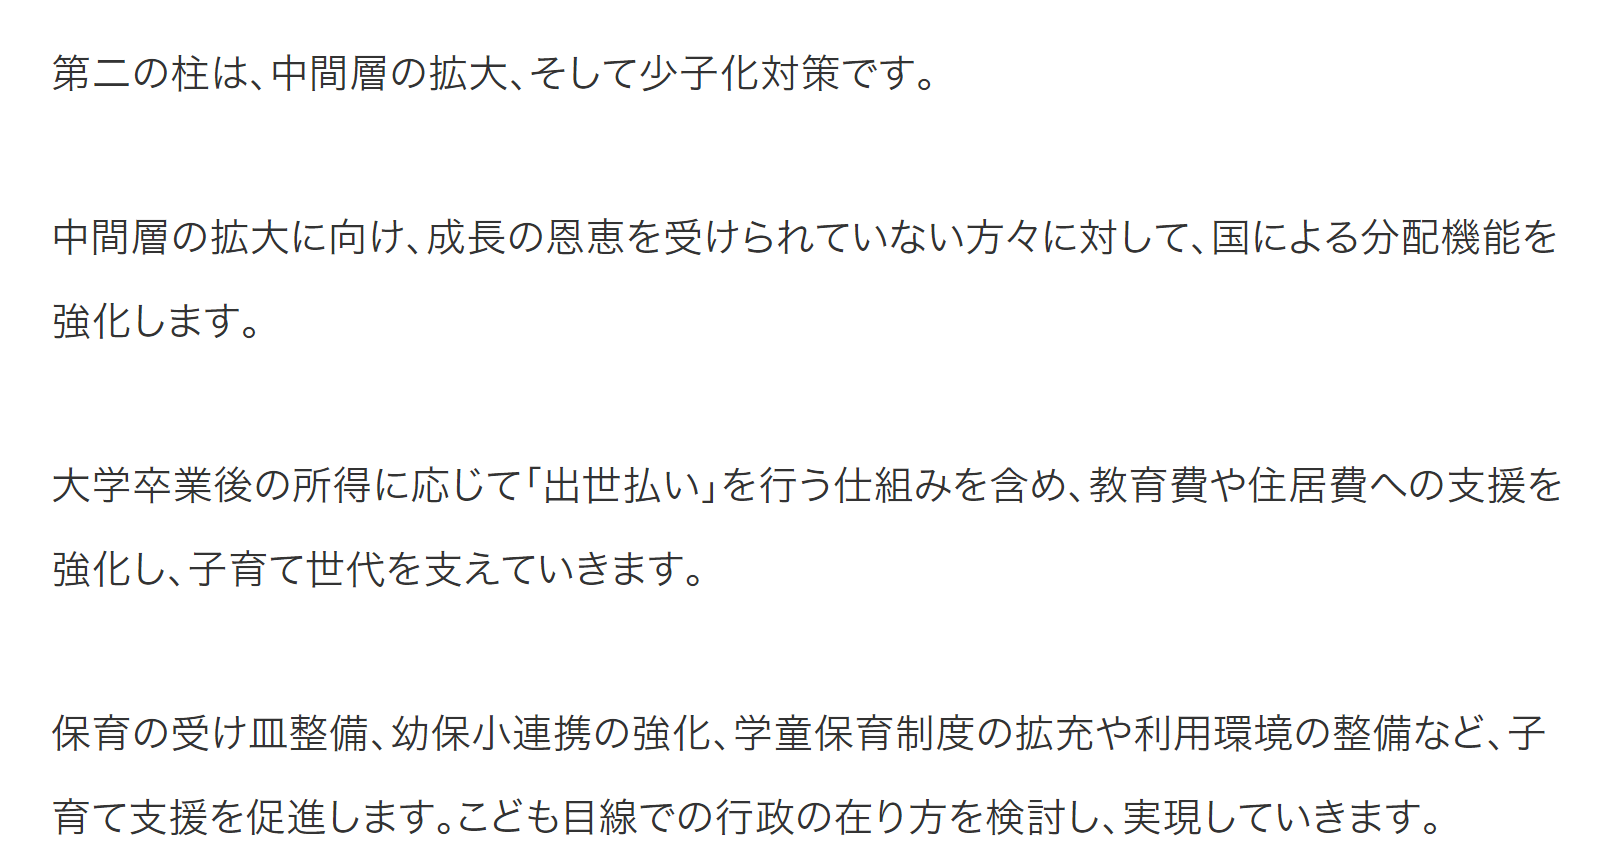 第二の柱は、中間層の拡大、そして少子化対策です。
中間層の拡大に向け、成長の恩恵を受けられていない方々に対して、国による分配機能を
強化します。
大学卒業後の所得に応じて「出世払い」を行う仕組みを含め、教育費や住居費への支援を
強化し、子育て世代を支えていきます。
保育の受け皿整備、幼保小連携の強化、学童保育制度の拡充や利用環境の整備など、子
育て支援を促進します。こども目線での行政の在り方を検討し、実現していきます。